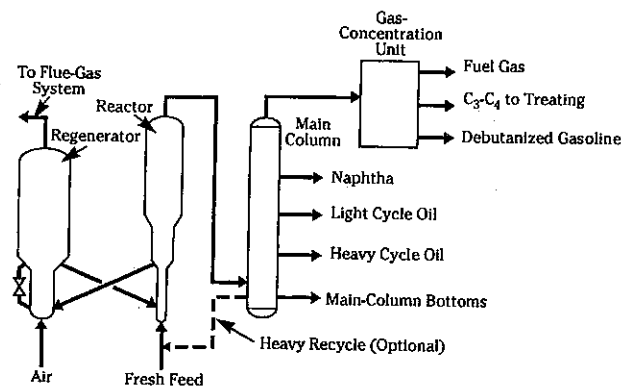 Gas-
Concentration
Unit
To Flue-Gas
System
Reactor
Regenerator
Main
Column
Fuel Gas
C₃-C₄ to Treating
Debutanized Gasoline
Naphtha
Light Cycle Oil
Heavy Cycle Oil
Main-Column Bottoms
Heavy Recycle (Optional)
Air
Fresh Feed